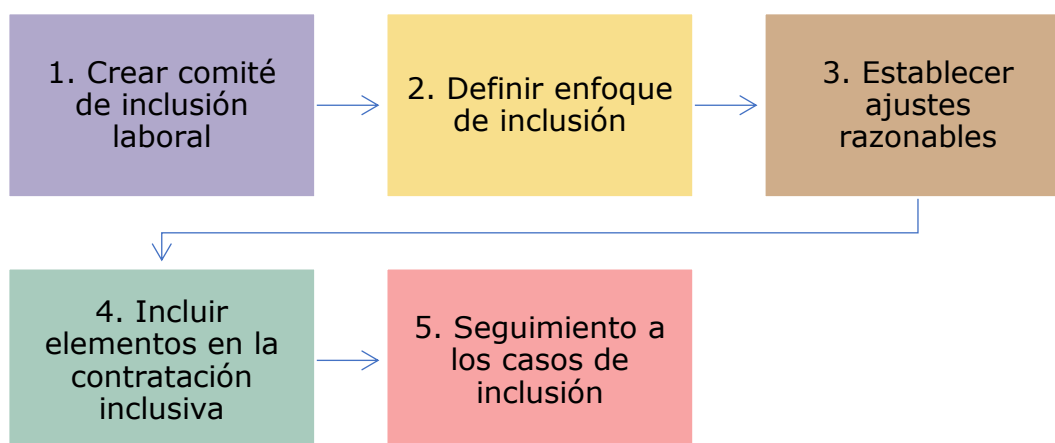 1. Crear comité
de inclusión
laboral
2. Definir enfoque
de inclusión
3. Establecer
ajustes
razonables
4. Incluir
elementos en la
contratación
inclusiva
5. Seguimiento a
los casos de
inclusión